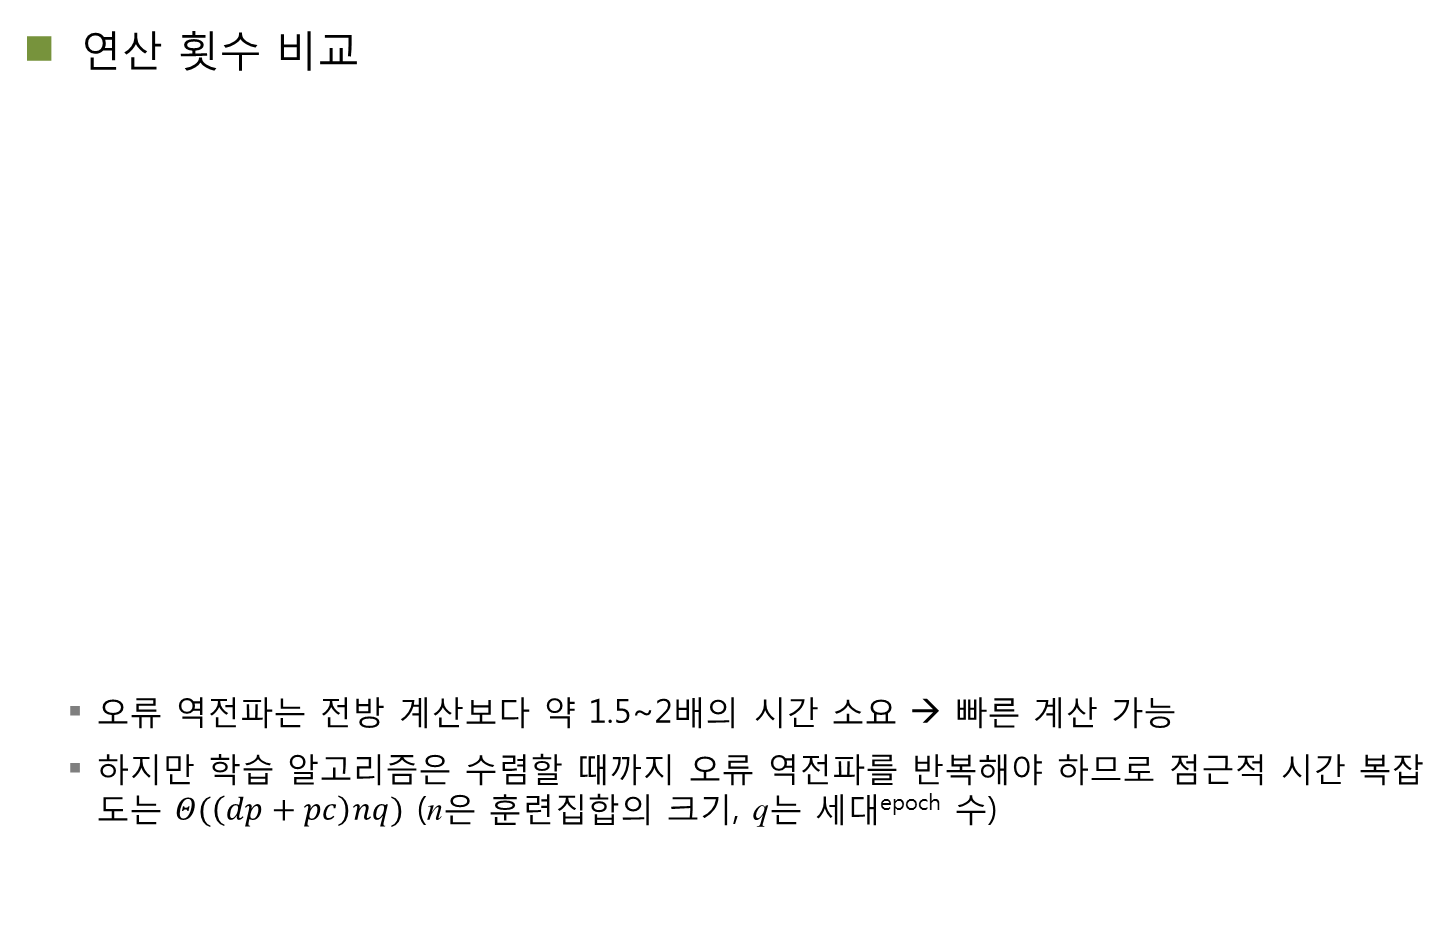 연산 횟수 비교
오류 역전파는 전방 계산보다 약 1.5~2배의 시간 소요 → 빠른 계산 가능
하지만 학습 알고리즘은 수렴할 때까지 오류 역전파를 반복해야 하므로 점근적 시간 복잡
도는 Θ((dp + pc)nq) (n은 훈련집합의 크기, q는 세대epoch 수)